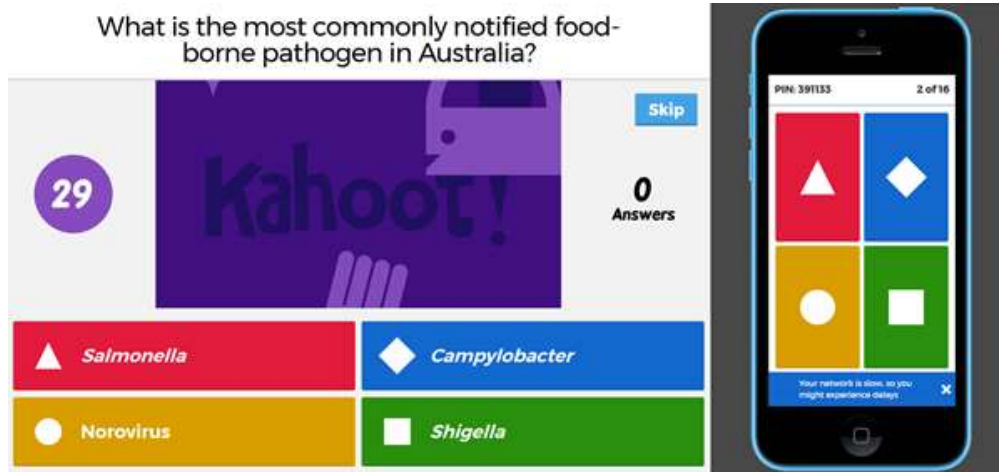 What is the most commonly notified food-
borne pathogen in Australia?
Skip
29
Kahoot!
0
Answers
Salmonella
Campylobacter
Norovirus
Shigella
PIN: 391133
2 of 16
Your network is slow, so you
might experience delays